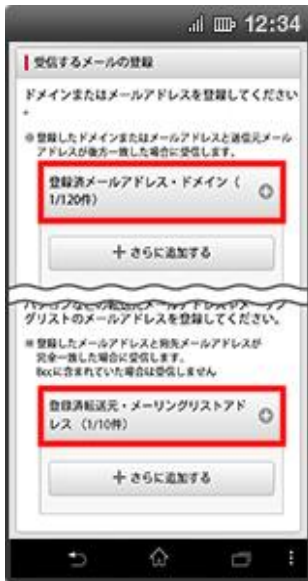 12:34
受信するメールの登録
ドメインまたはメールアドレスを登録してください
。
※登録したドメインまたはメールアドレスと送信元メール
アドレスが後方一致した場合に受信します。
登録済メールアドレス・ドメイン（
1/120件）
＋さらに追加する
グリストのメールアドレスを登録してください。
※登録したメールアドレスと宛先メールアドレスが
完全一致した場合に受信します。
Bccに含まれていた場合は受信しません
登録済転送元・メーリングリストアド
レス（1/10件）
＋さらに追加する